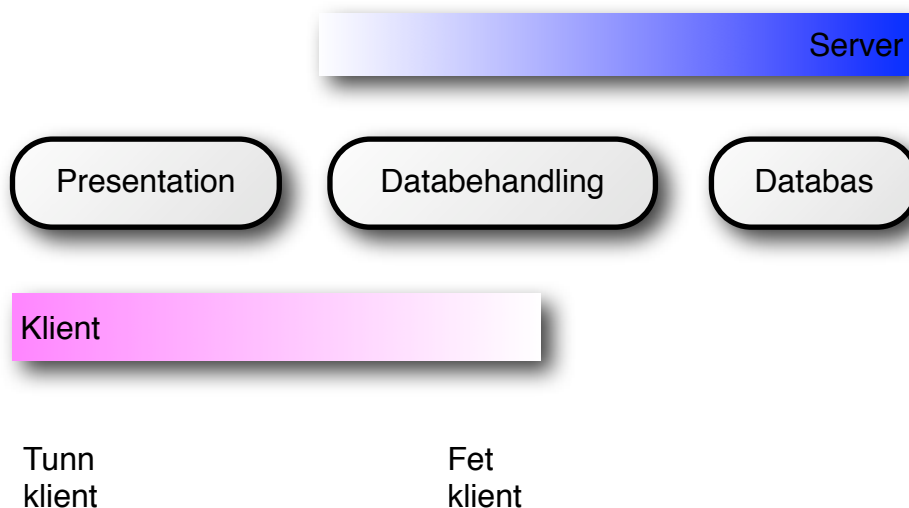 Server
Presentation Databehandling Databas
Klient
Tunn
klient
Fet
klient